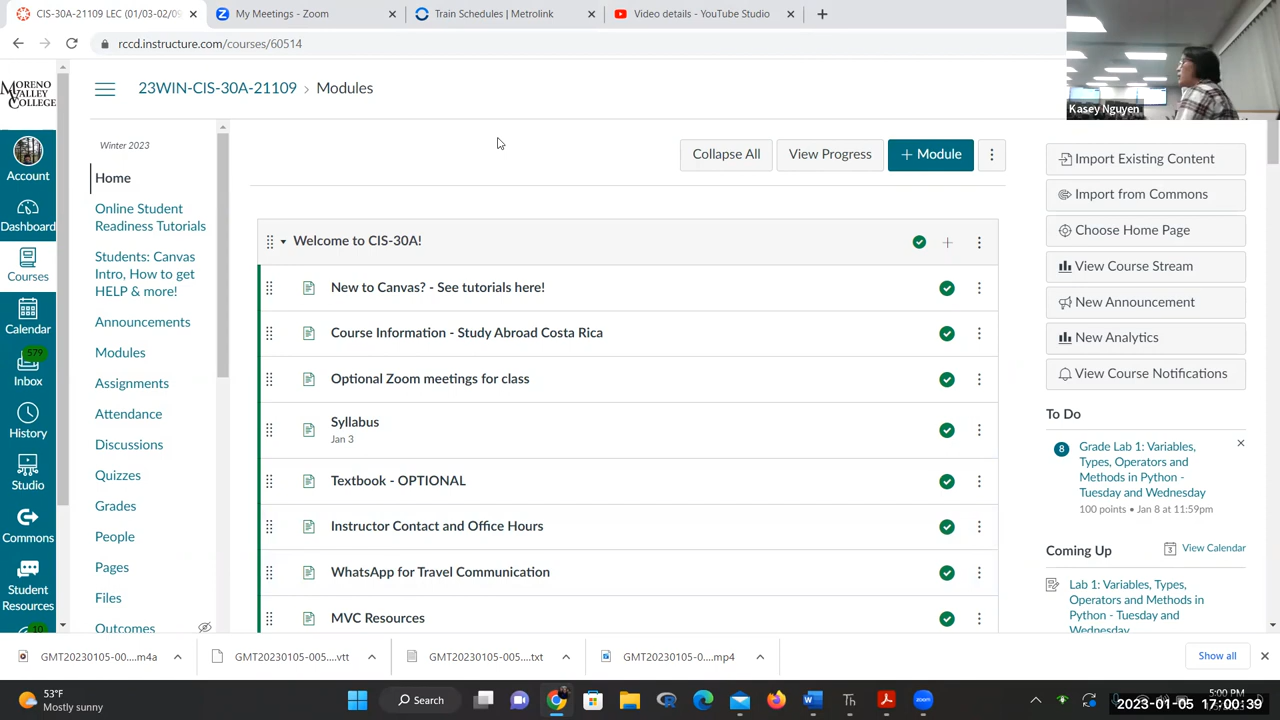 CIS-30A-21109 LEC (01/03-02/09
My Meetings - Zoom
Train Schedules | Metrolink
Video details - YouTube Studio
rccd.instructure.com/courses/60514
Kasey Nguyen
MORENO
VALLEY
COLLEGE
Account
Dashboard
Courses
Calendar
579
Inbox
History
Studio
Commons
Student
Resources
10
23WIN-CIS-30A-21109 › Modules
Winter 2023
Home
Online Student
Readiness Tutorials
Students: Canvas
Intro, How to get
HELP & more!
Announcements
Modules
Assignments
Attendance
Discussions
Quizzes
Grades
People
Pages
Files
Outcomes
Collapse All
View Progress
+ Module
Welcome to CIS-30A!
New to Canvas? - See tutorials here!
Course Information - Study Abroad Costa Rica
Optional Zoom meetings for class
Syllabus
Jan 3
Textbook - OPTIONAL
Instructor Contact and Office Hours
WhatsApp for Travel Communication
MVC Resources
Import Existing Content
Import from Commons
Choose Home Page
View Course Stream
New Announcement
New Analytics
View Course Notifications
To Do
8
Grade Lab 1: Variables,
Types, Operators and
Methods in Python -
Tuesday and Wednesday
100 points • Jan 8 at 11:59pm
Coming Up
3
View Calendar
Lab 1: Variables, Types,
Operators and Methods in
Python - Tuesday and
Wednesday
GMT20230105-00....m4a
GMT20230105-005....vtt
GMT20230105-005....txt
GMT20230105-0....mp4
Show all
53°F
Mostly sunny
Search
5:00 PM
2023-01-05 17:00:39